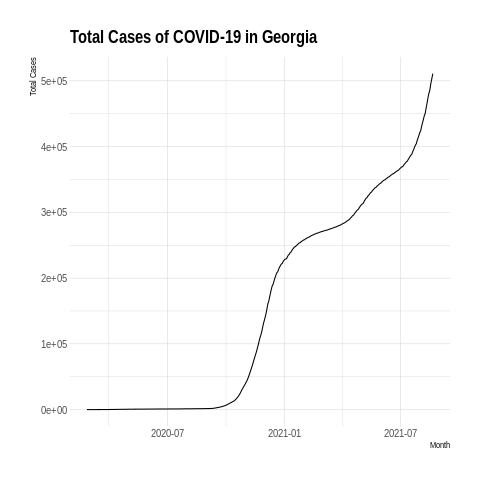 Total Cases of COVID-19 in Georgia
Total Cases
5e+05
4e+05
3e+05
2e+05
1e+05
0e+00
2020-07 2021-01 2021-07
Month